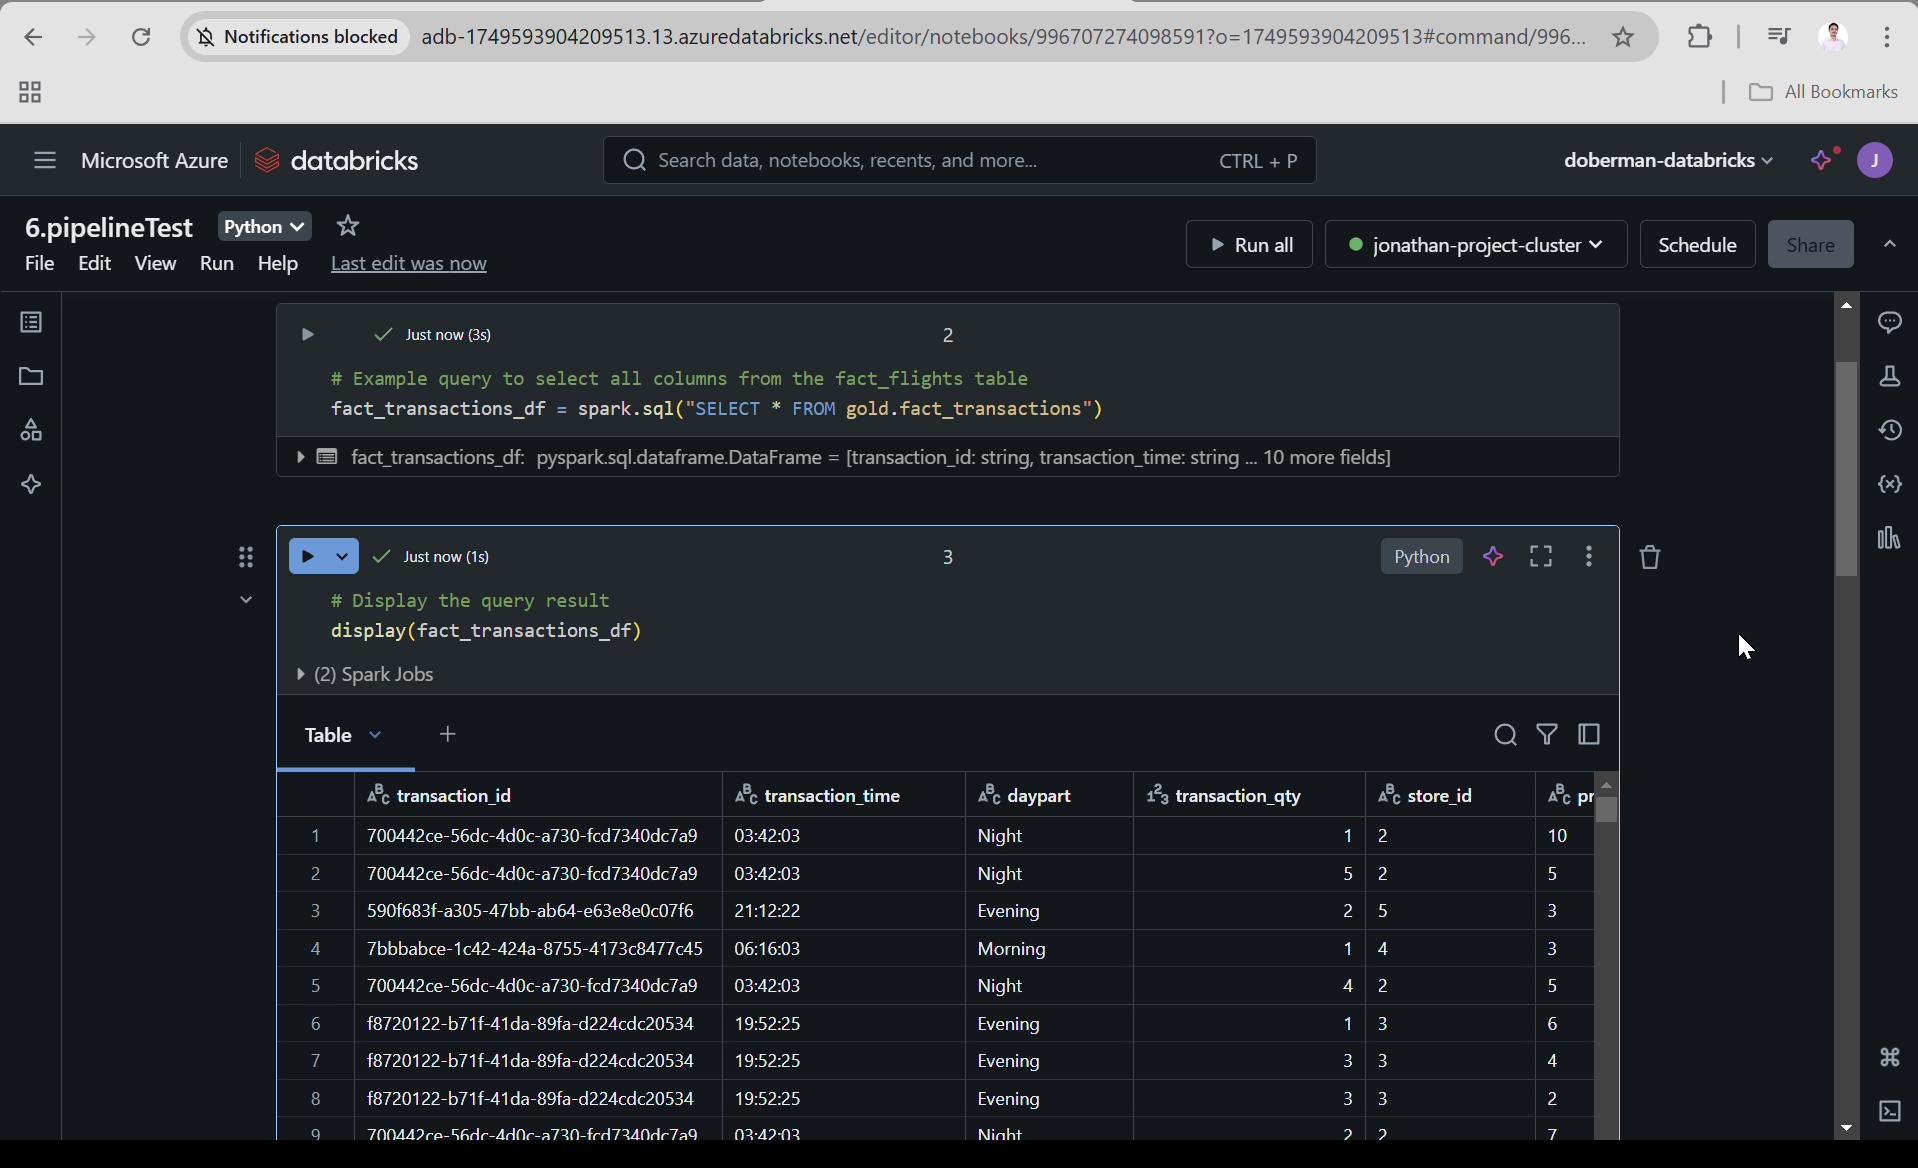 Notifications blocked adb-1749593904209513.13.azuredatabricks.net/editor/notebooks/996707274098591?o=1749593904209513#command/996...
All Bookmarks
Microsoft Azure databricks Search data, notebooks, recents, and more... CTRL + P doberman-databricks J
6.pipelineTest Python
File Edit View Run Help Last edit was now
Run all jonathan-project-cluster Schedule Share
Just now (3s) 2
# Example query to select all columns from the fact_flights table
fact_transactions_df = spark.sql("SELECT * FROM gold.fact_transactions")
fact_transactions_df: pyspark.sql.dataframe.DataFrame = [transaction_id: string, transaction_time: string ... 10 more fields]
Just now (1s) 3 Python
# Display the query result
display(fact_transactions_df)
(2) Spark Jobs
Table +
transaction_id transaction_time daypart transaction_qty store_id pr
1 700442ce-56dc-4d0c-a730-fcd7340dc7a9 03:42:03 Night 1 2 10
2 700442ce-56dc-4d0c-a730-fcd7340dc7a9 03:42:03 Night 5 2 5
3 590f683f-a305-47bb-ab64-e63e8e0c07f6 21:12:22 Evening 2 5 3
4 7bbbabce-1c42-424a-8755-4173c8477c45 06:16:03 Morning 1 4 3
5 700442ce-56dc-4d0c-a730-fcd7340dc7a9 03:42:03 Night 4 2 5
6 f8720122-b71f-41da-89fa-d224cdc20534 19:52:25 Evening 1 3 6
7 f8720122-b71f-41da-89fa-d224cdc20534 19:52:25 Evening 3 3 4
8 f8720122-b71f-41da-89fa-d224cdc20534 19:52:25 Evening 3 3 2
9 700442ce-56dc-4d0c-a730-fcd7340dc7a9 03:42:03 Night 2 2 7